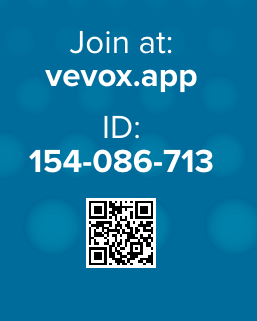 Join at:
vevox.app
ID:
154-086-713